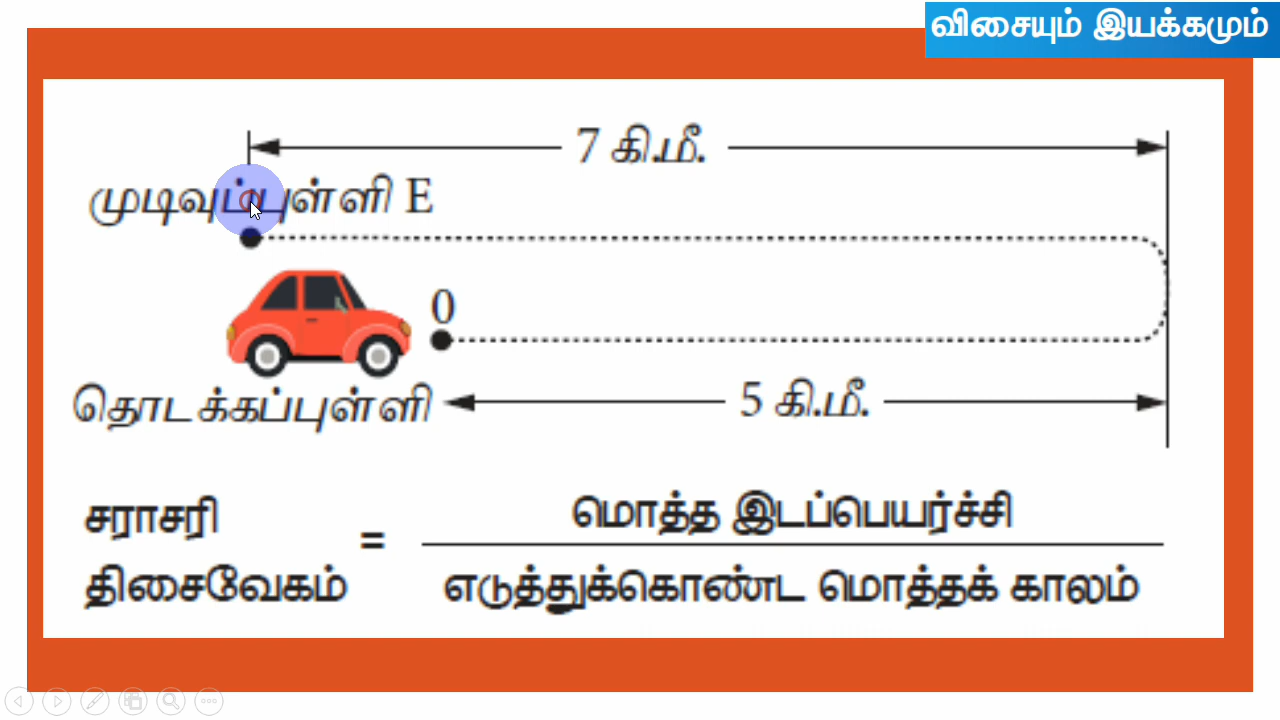 விசையும் இயக்கமும்
7 கி.மீ.
முடிவுப்புள்ளி E
0
தொடக்கப்புள்ளி
5 கி.மீ.
சராசரி திசைவேகம் = மொத்த இடப்பெயர்ச்சி
எடுத்துக்கொண்ட மொத்தக் காலம்